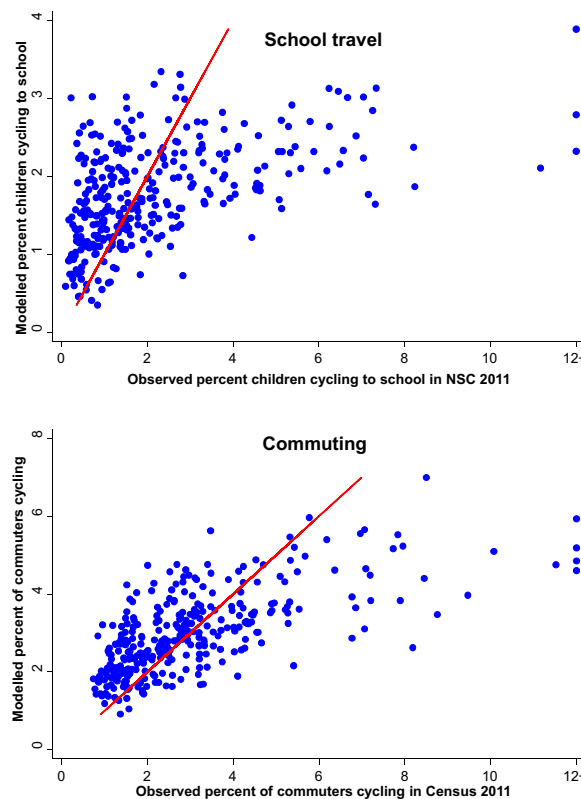 School travel
Modelled percent children cycling to school
4
3
2
1
0
0 2 4 6 8 10 12+
Observed percent children cycling to school in NSC 2011
Commuting
Modelled percent of commuters cycling
8
6
4
2
0
0 2 4 6 8 10 12+
Observed percent of commuters cycling in Census 2011